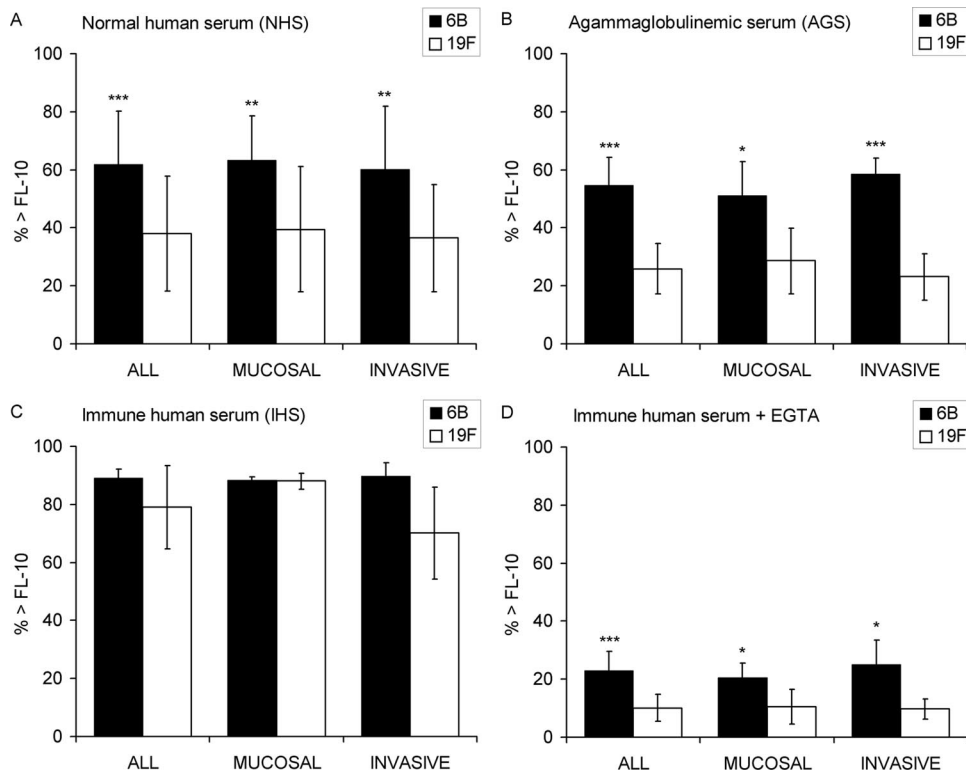 A Normal human serum (NHS)
6B
19F
100
80
60
40
20
0
% > FL-10
*** ** **
ALL MUCOSAL INVASIVE
B Agammaglobulinemic serum (AGS)
6B
19F
100
80
60
40
20
0
% > FL-10
*** * ***
ALL MUCOSAL INVASIVE
C Immune human serum (IHS)
6B
19F
100
80
60
40
20
0
% > FL-10
ALL MUCOSAL INVASIVE
D Immune human serum + EGTA
6B
19F
100
80
60
40
20
0
% > FL-10
*** * *
ALL MUCOSAL INVASIVE